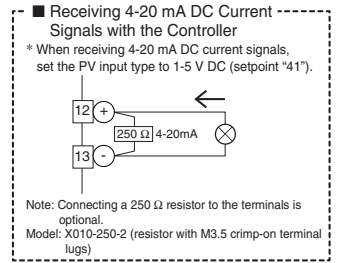 ■ Receiving 4-20 mA DC Current
Signals with the Controller
* When receiving 4-20 mA DC current signals,
set the PV input type to 1-5 V DC (setpoint “41”).
12 +
250 Ω 4-20mA
13 -
Note: Connecting a 250 Ω resistor to the terminals is
optional.
Model: X010-250-2 (resistor with M3.5 crimp-on terminal
lugs)